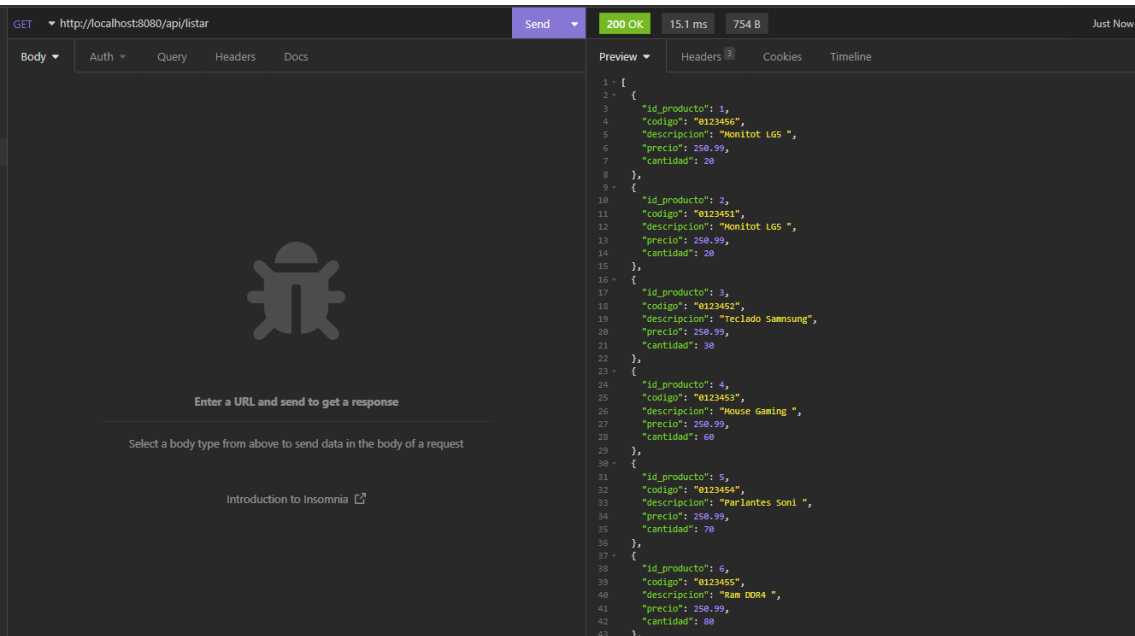 GET http://localhost:8080/api/listar Send
Body Auth Query Headers Docs
Enter a URL and send to get a response
Select a body type from above to send data in the body of a request
Introduction to Insomnia
200 OK 15.1 ms 754 B Just Now
Preview Headers 3 Cookies Timeline
1 [
2 {
3 "id_producto": 1,
4 "codigo": "0123456",
5 "descripcion": "Monitot LG5 ",
6 "precio": 250.99,
7 "cantidad": 20
8 },
9 {
10 "id_producto": 2,
11 "codigo": "0123451",
12 "descripcion": "Monitot LG5 ",
13 "precio": 250.99,
14 "cantidad": 20
15 },
16 {
17 "id_producto": 3,
18 "codigo": "0123452",
19 "descripcion": "Teclado Samnsung",
20 "precio": 250.99,
21 "cantidad": 30
22 },
23 {
24 "id_producto": 4,
25 "codigo": "0123453",
26 "descripcion": "Mouse Gaming ",
27 "precio": 250.99,
28 "cantidad": 60
29 },
30 {
31 "id_producto": 5,
32 "codigo": "0123454",
33 "descripcion": "Parlantes Soni ",
34 "precio": 250.99,
35 "cantidad": 70
36 },
37 {
38 "id_producto": 6,
39 "codigo": "0123455",
40 "descripcion": "Ram DDR4 ",
41 "precio": 250.99,
42 "cantidad": 80
43 },